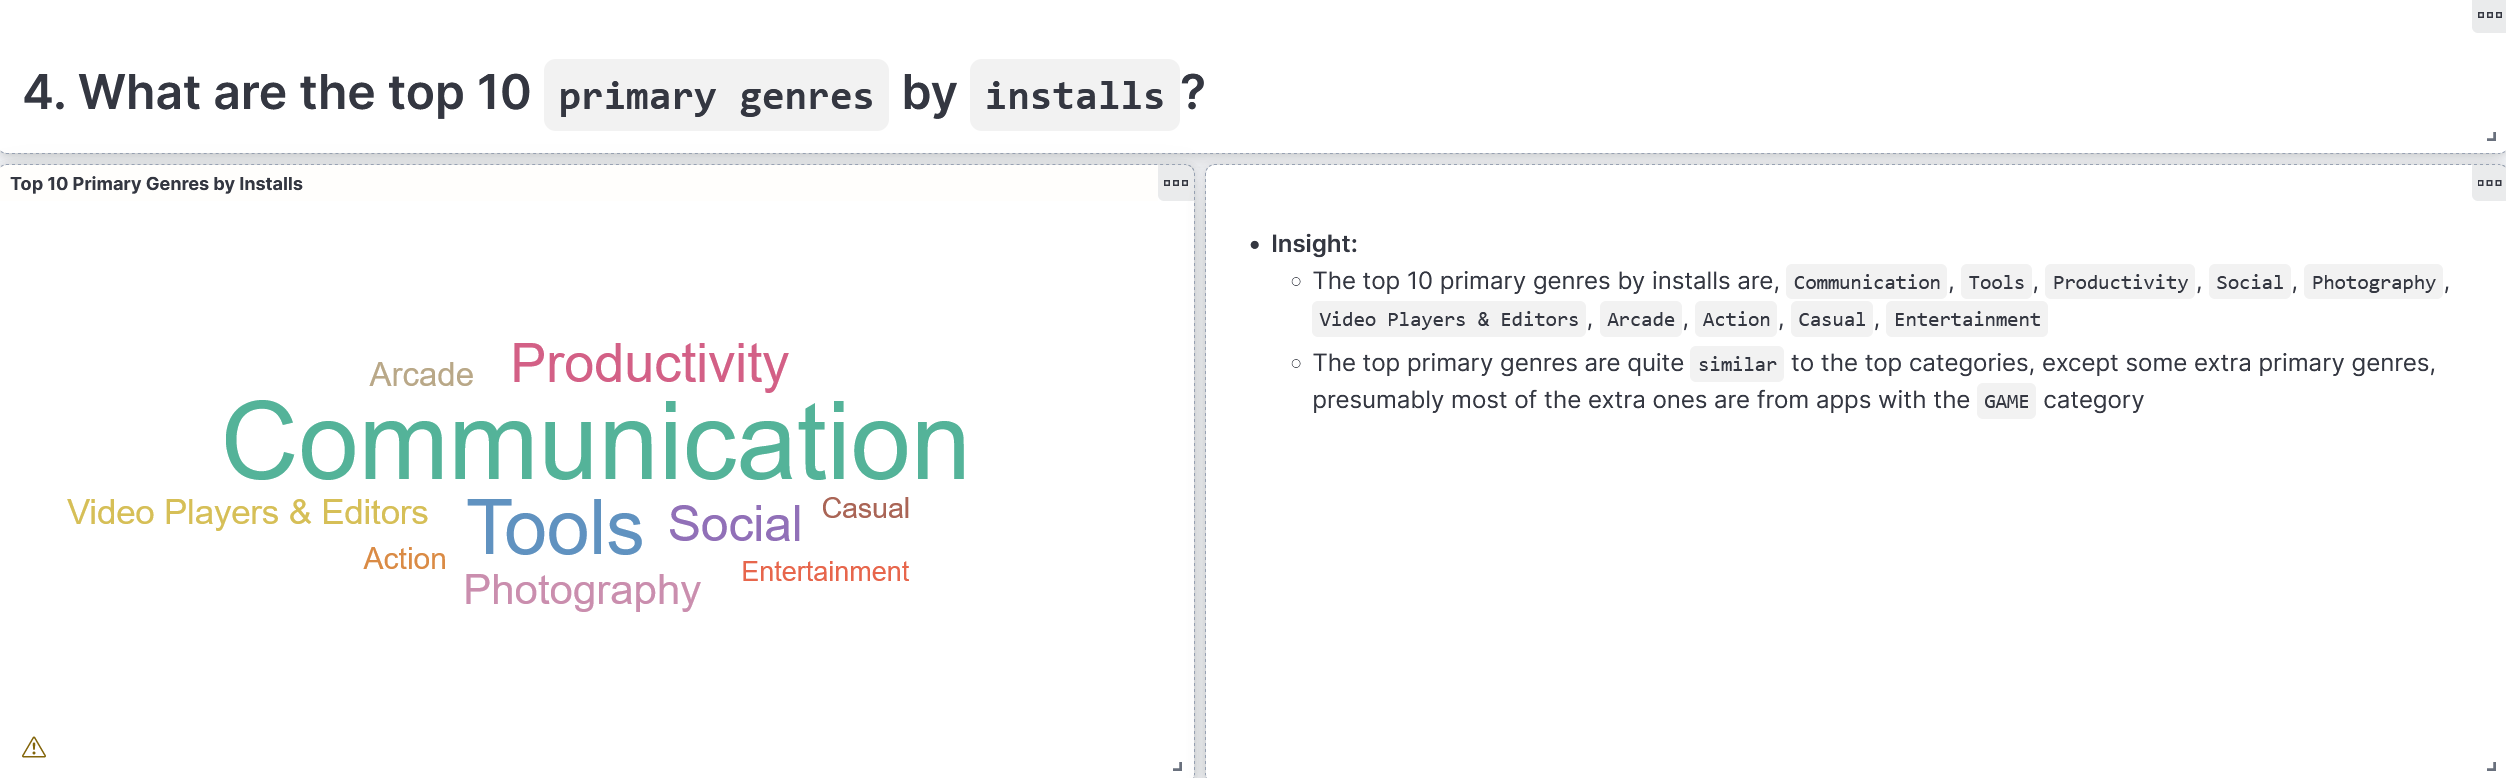 4. What are the top 10 primary genres by installs?
Top 10 Primary Genres by Installs
Arcade
Productivity
Communication
Video Players & Editors
Tools
Social
Casual
Action
Photography
Entertainment
Insight:
The top 10 primary genres by installs are, Communication, Tools, Productivity, Social, Photography,
Video Players & Editors, Arcade, Action, Casual, Entertainment
The top primary genres are quite similar to the top categories, except some extra primary genres,
presumably most of the extra ones are from apps with the GAME category